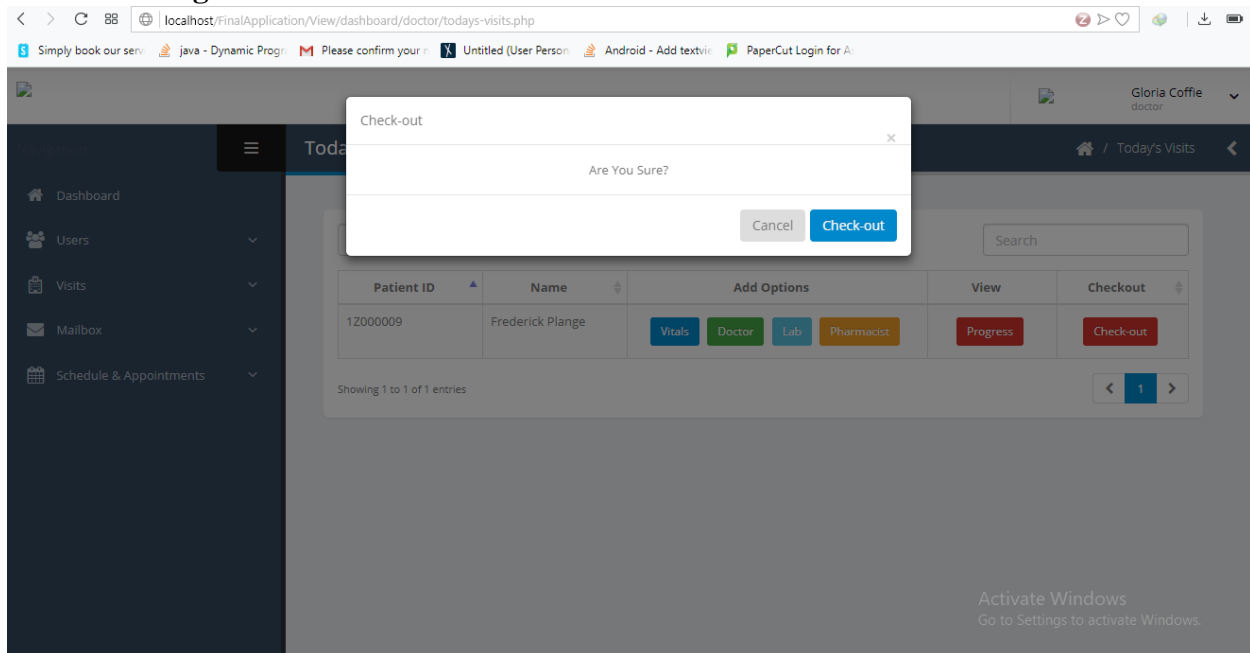 localhost/FinalApplication/View/dashboard/doctor/todays-visits.php
Simply book our serv java - Dynamic Progr Please confirm your Untitled (User Person Android - Add textvie PaperCut Login for A
Gloria Coffie
doctor
Check-out
×
Today's Visits
Are You Sure?
Dashboard
Cancel Check-out
Users
Search
Visits
Patient ID Name Add Options View Checkout
Mailbox
1Z000009 Frederick Plange Vitals Doctor Lab Pharmacist Progress Check-out
Schedule & Appointments
Showing 1 to 1 of 1 entries
1
Activate Windows
Go to Settings to activate Windows.